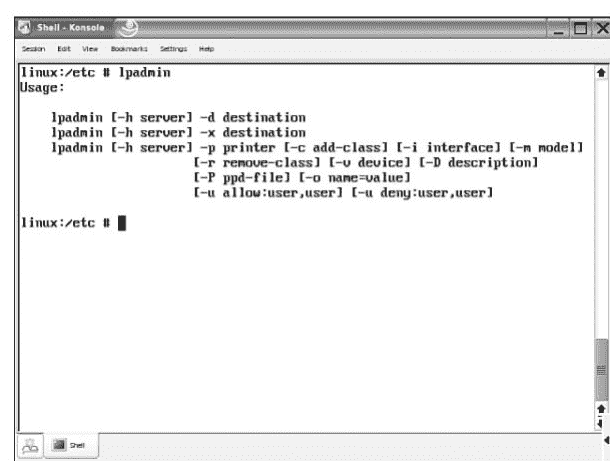 Shell - Konsole
Session Edit View Bookmarks Settings Help
linux:/etc # lpadmin
Usage:
lpadmin [-h server] -d destination
lpadmin [-h server] -x destination
lpadmin [-h server] -p printer [-c add-class] [-i interface] [-m model]
[-r remove-class] [-v device] [-D description]
[-P ppd-file] [-o name=value]
[-u allow:user,user] [-u deny:user,user]
linux:/etc #
Shell